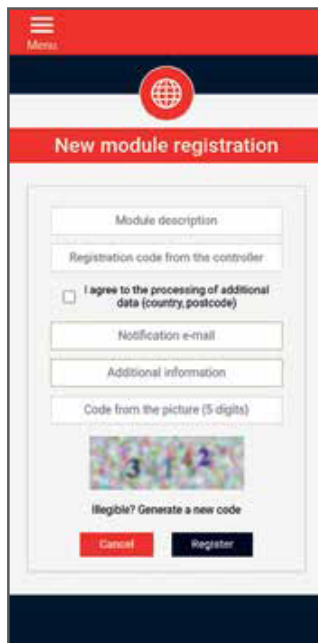 Menu
New module registration
Module description
Registration code from the controller
I agree to the processing of additional
data (country, postcode)
Notification e-mail
Additional information
Code from the picture (5 digits)
Illegible? Generate a new code
Cancel
Register